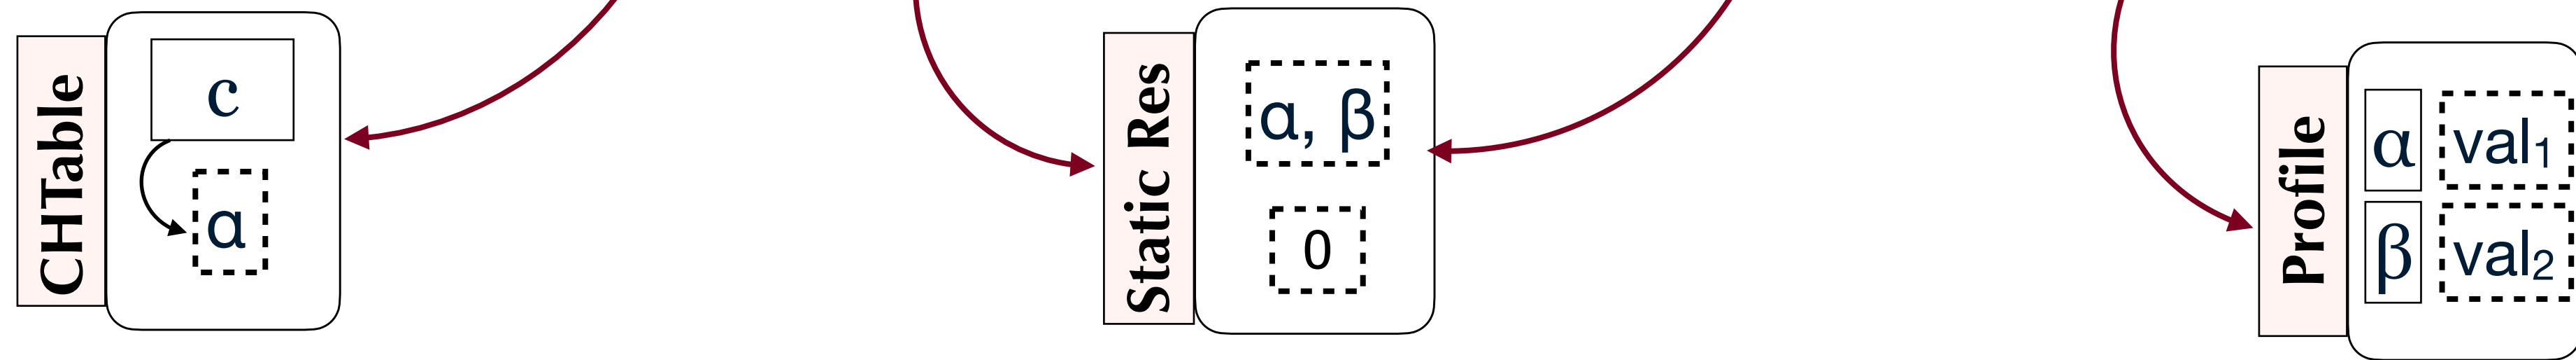 CHTable
c
α
Static Res
α, β
0
Profile
α val₁
β val₂